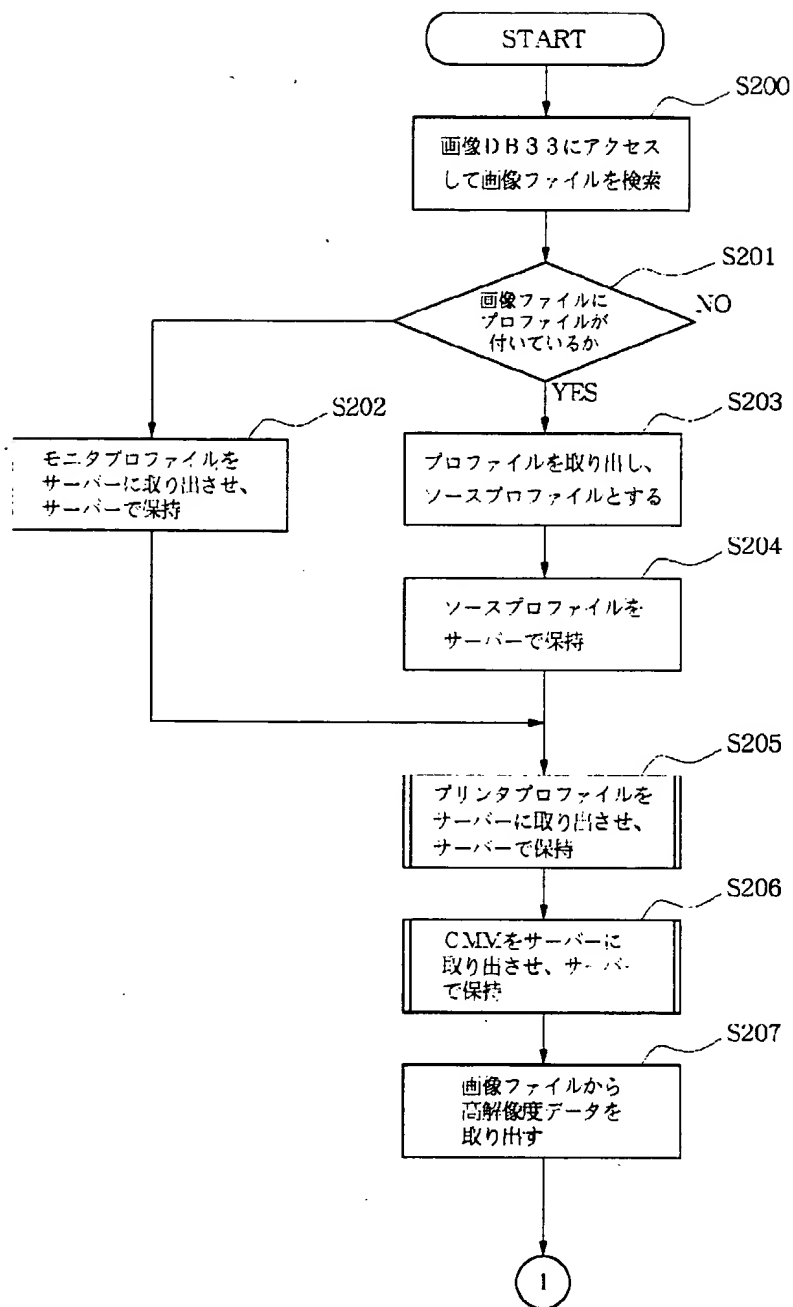 START
S200
画像DB33にアクセス
して画像ファイルを検索
S201
画像ファイルに
プロファイルが
付いているか
NO
YES
S202
モニタプロファイルを
サーバーに取り出させ、
サーバーで保持
S203
プロファイルを取り出し、
ソースプロファイルとする
S204
ソースプロファイルを
サーバーで保持
S205
プリンタプロファイルを
サーバーに取り出させ、
サーバーで保持
S206
CMMをサーバーに
取り出させ、サーバー
で保持
S207
画像ファイルから
高解像度データを
取り出す
1